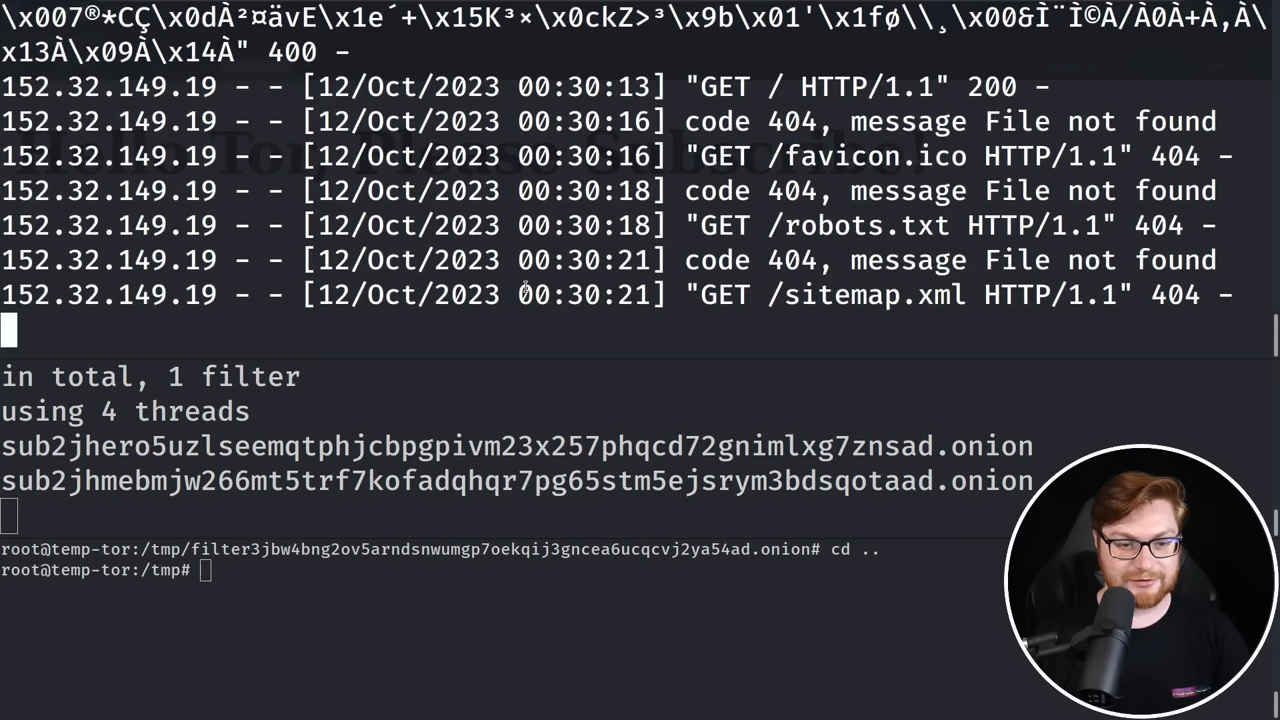 \x007®*CÇ\x0dÀ²¤ävE\x1e´+\x15K³×\x0ckZ>³\x9b\x01'\x1fø\\¸\x00&Ì¨Ì©À/À0À+À,À\
x13À\x09À\x14À" 400 -
152.32.149.19 - - [12/Oct/2023 00:30:13] "GET / HTTP/1.1" 200 -
152.32.149.19 - - [12/Oct/2023 00:30:16] code 404, message File not found
Hello Tor, Please Subscribe!
152.32.149.19 - - [12/Oct/2023 00:30:16] "GET /favicon.ico HTTP/1.1" 404 -
152.32.149.19 - - [12/Oct/2023 00:30:18] code 404, message File not found
152.32.149.19 - - [12/Oct/2023 00:30:18] "GET /robots.txt HTTP/1.1" 404 -
152.32.149.19 - - [12/Oct/2023 00:30:21] code 404, message File not found
152.32.149.19 - - [12/Oct/2023 00:30:21] "GET /sitemap.xml HTTP/1.1" 404 -
in total, 1 filter
using 4 threads
sub2jhero5uzlseemqtphjcbpgpivm23x257phqcd72gnimlxg7znsad.onion
sub2jhmebmjw266mt5trf7kofadqhqr7pg65stm5ejsrym3bdsqotaad.onion
root@temp-tor:/tmp/filter3jbw4bng2ov5arndsnwumgp7oekqij3gncea6ucqcvj2ya54ad.onion# cd ..
root@temp-tor:/tmp#